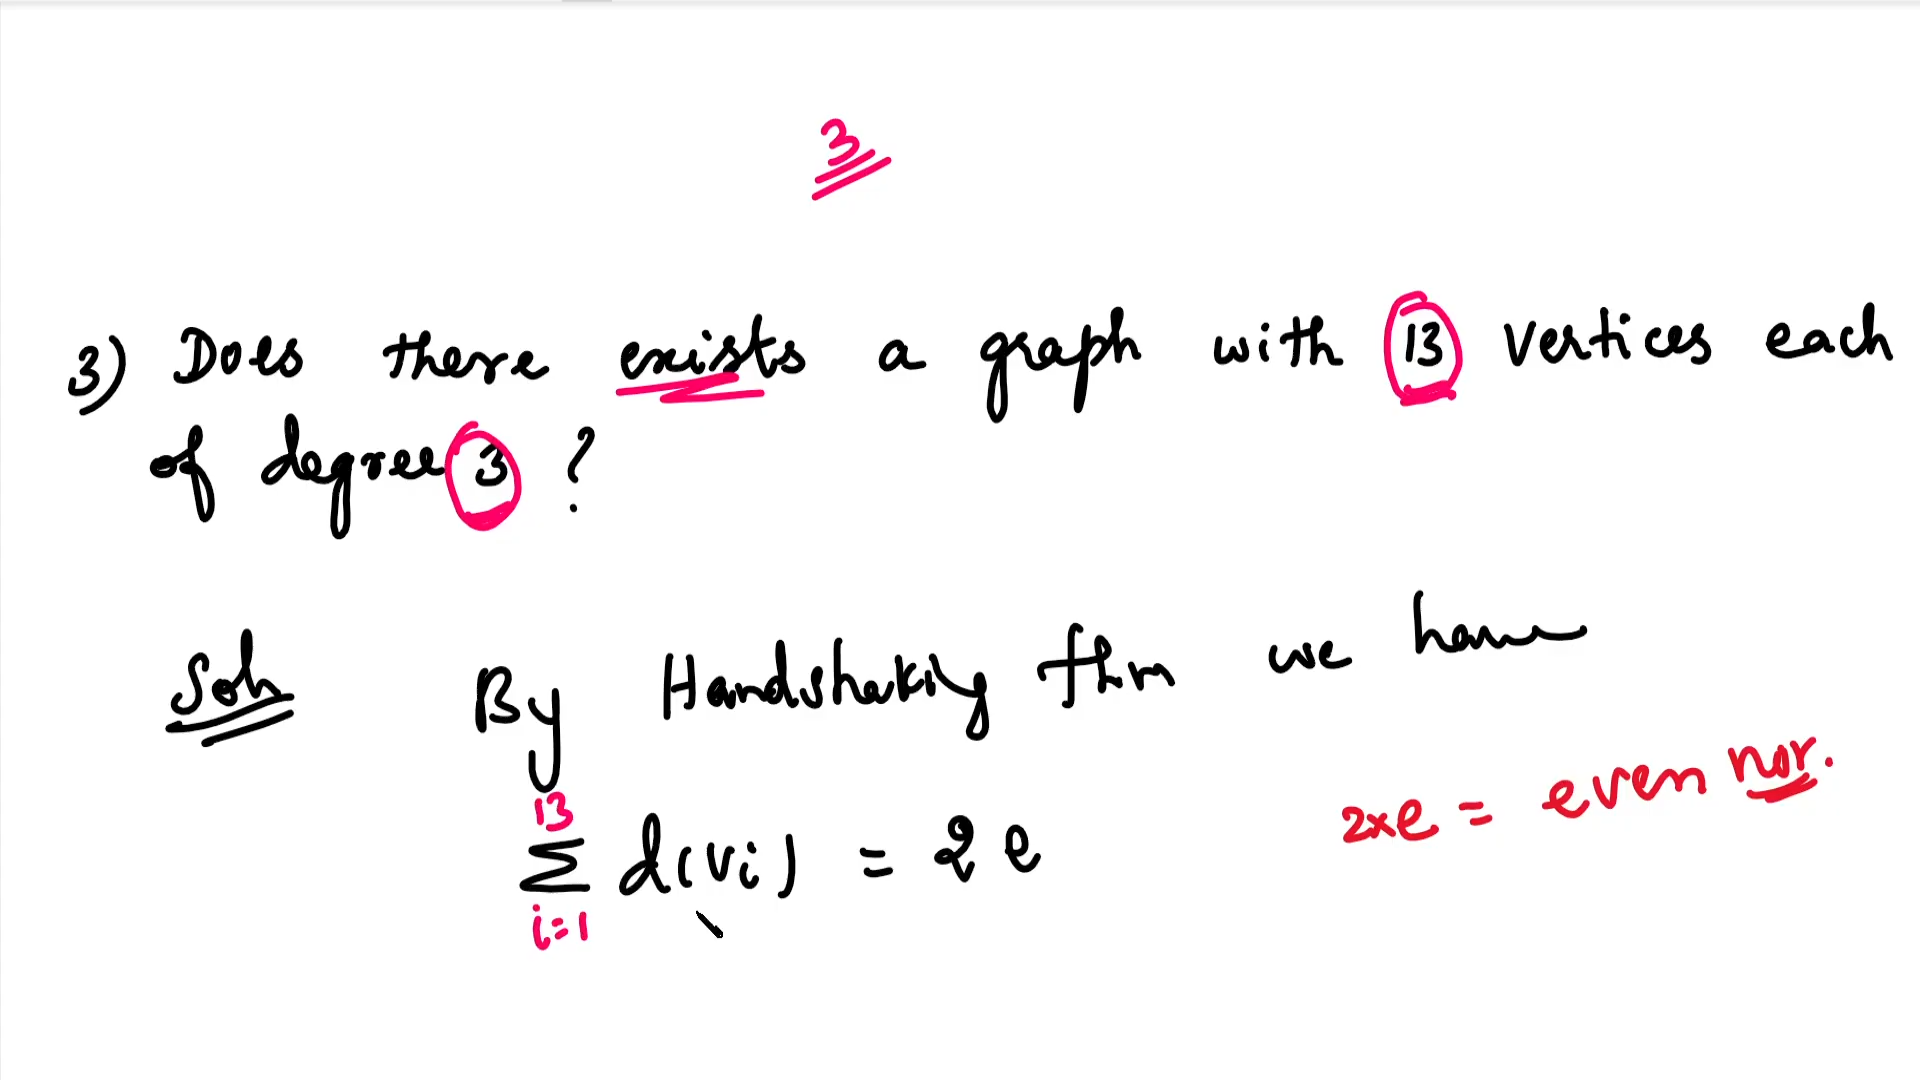 3
3) Does there exists a graph with 13 vertices each
of degree 3 ?
Soln By Handshaking thm we have
13
Σ d(vi) = 2e
i=1
2xe = even nor.